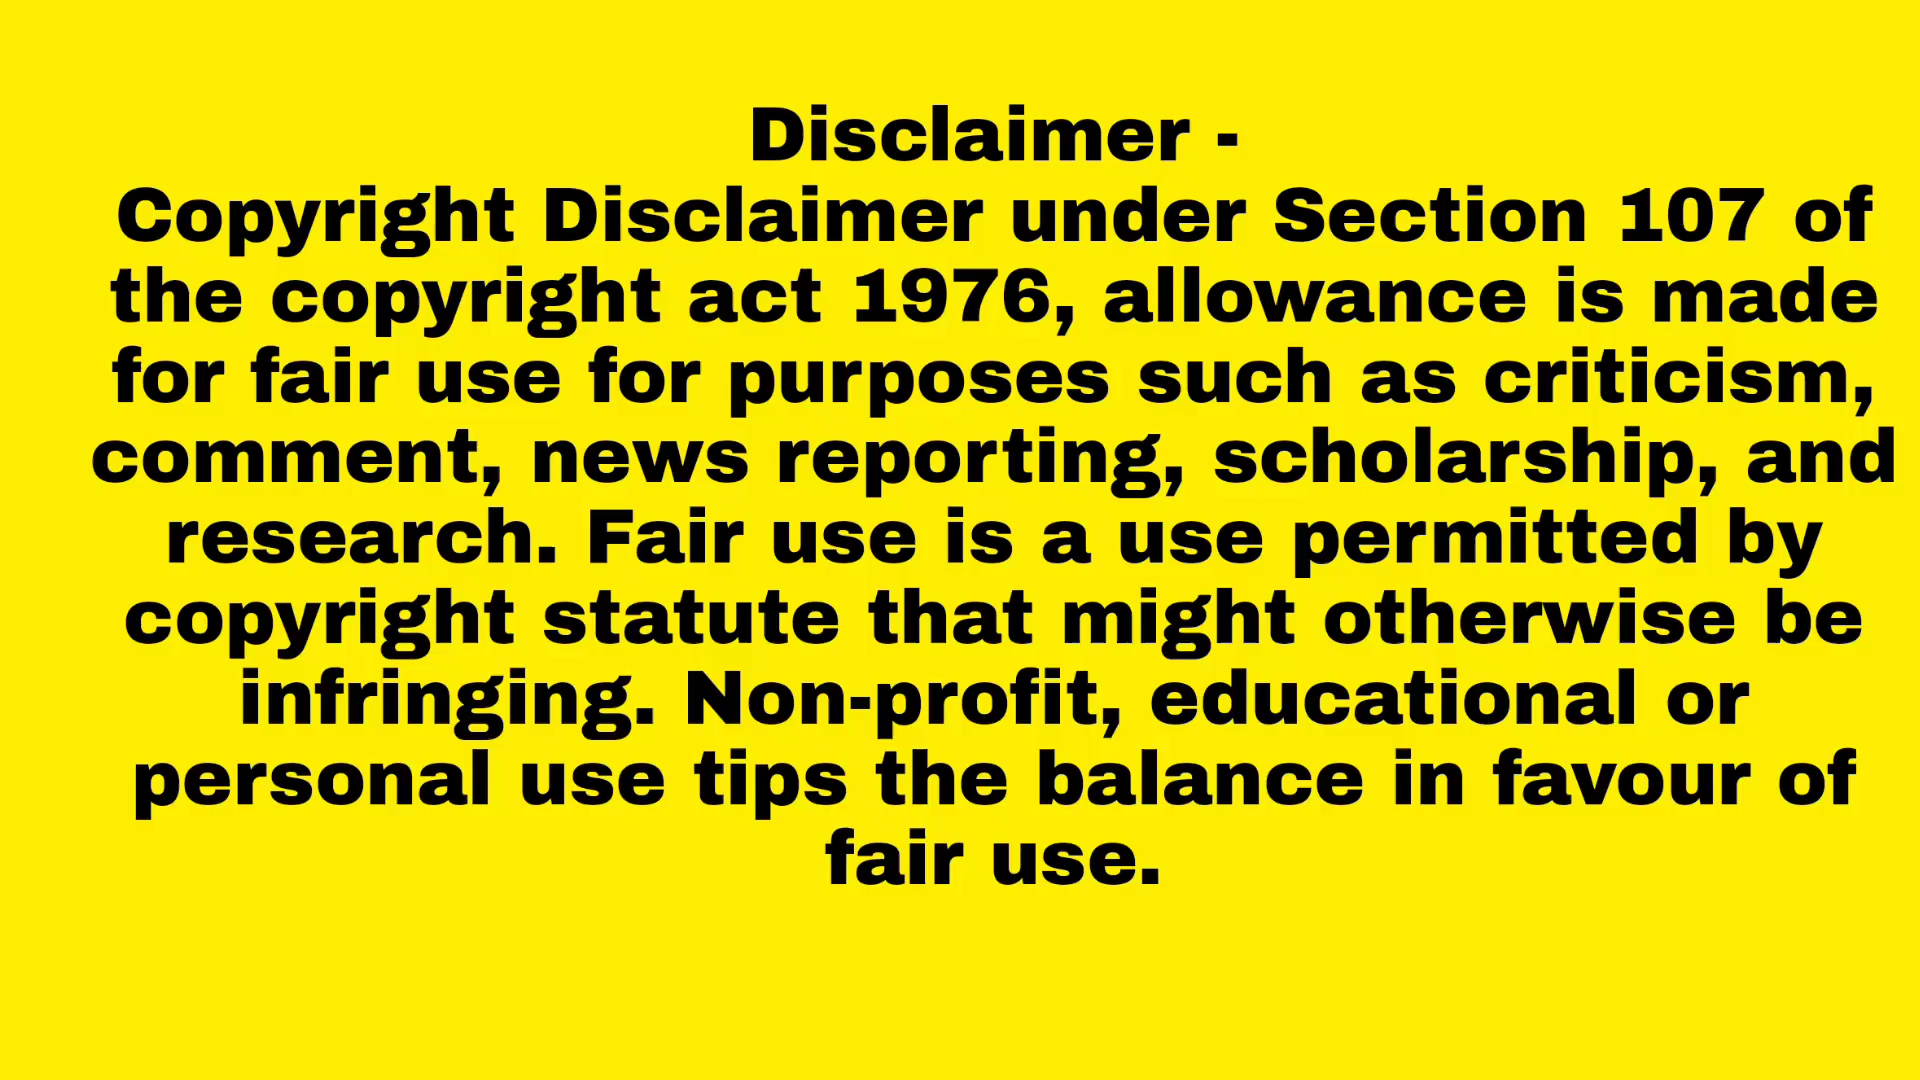 Disclaimer -
Copyright Disclaimer under Section 107 of
the copyright act 1976, allowance is made
for fair use for purposes such as criticism,
comment, news reporting, scholarship, and
research. Fair use is a use permitted by
copyright statute that might otherwise be
infringing. Non-profit, educational or
personal use tips the balance in favour of
fair use.